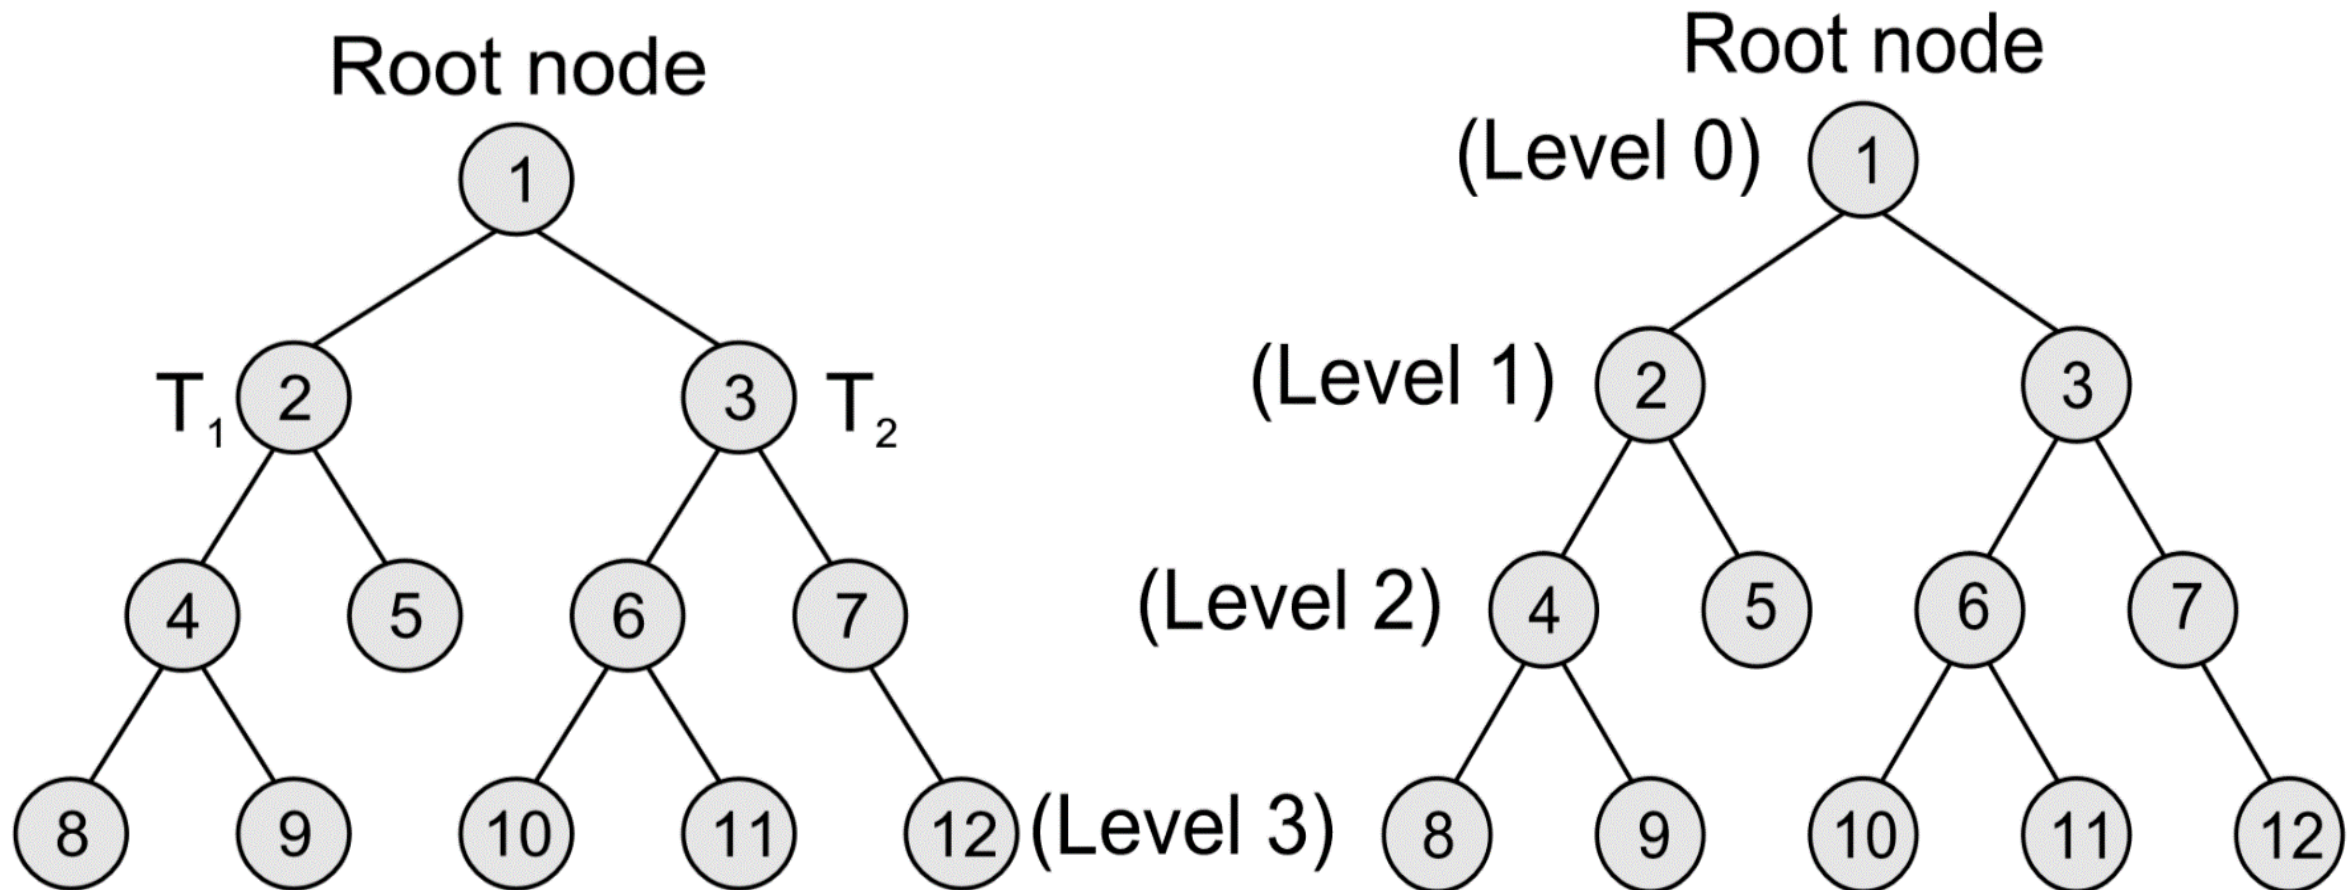 Root node
1
T1 2 3 T2
4 5 6 7
8 9 10 11 12
Root node
(Level 0) 1
(Level 1) 2 3
(Level 2) 4 5 6 7
(Level 3) 8 9 10 11 12